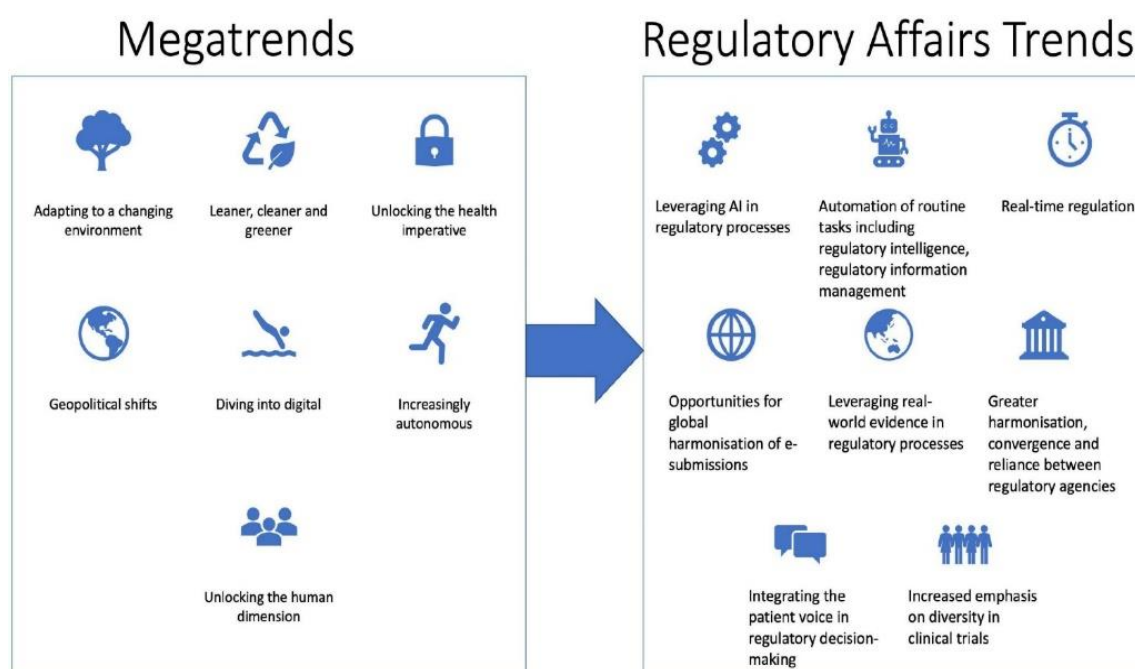 Megatrends
Regulatory Affairs Trends
Adapting to a changing
environment
Leaner, cleaner and
greener
Unlocking the health
imperative
Geopolitical shifts
Diving into digital
Increasingly
autonomous
Unlocking the human
dimension
Leveraging AI in
regulatory processes
Automation of routine
tasks including
regulatory intelligence,
regulatory information
management
Real-time regulation
Opportunities for
global
harmonisation of e-
submissions
Leveraging real-
world evidence in
regulatory processes
Greater
harmonisation,
convergence and
reliance between
regulatory agencies
Integrating the
patient voice in
regulatory decision-
making
Increased emphasis
on diversity in
clinical trials